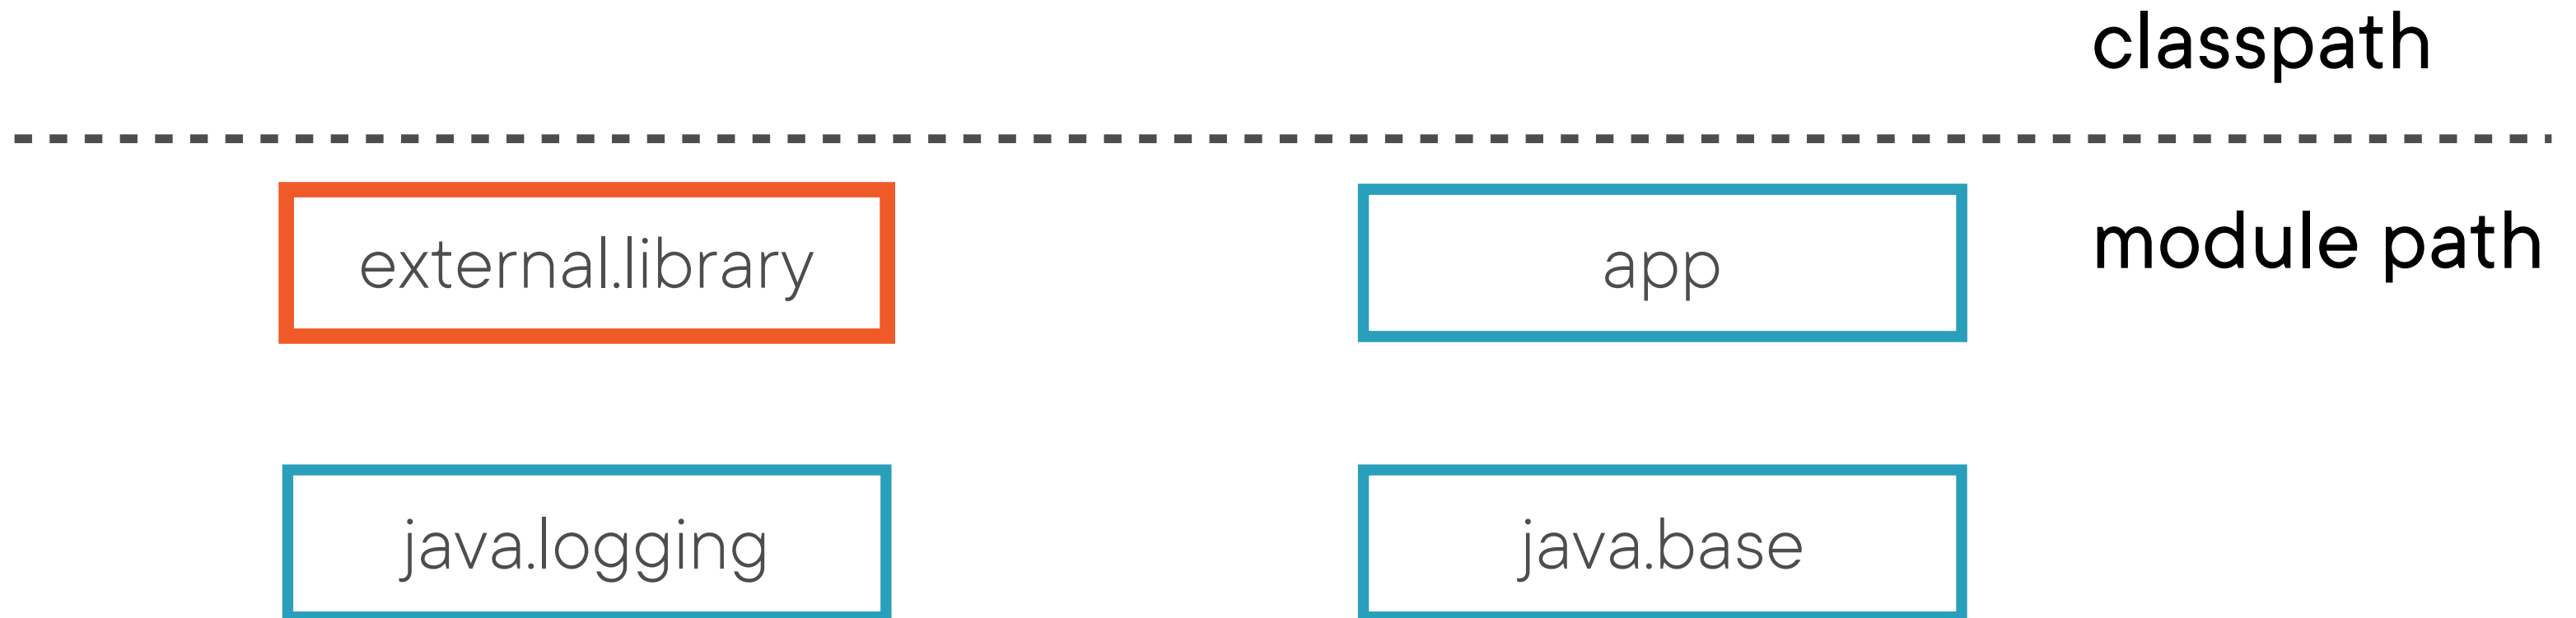 classpath
external.library
app
module path
java.logging
java.base